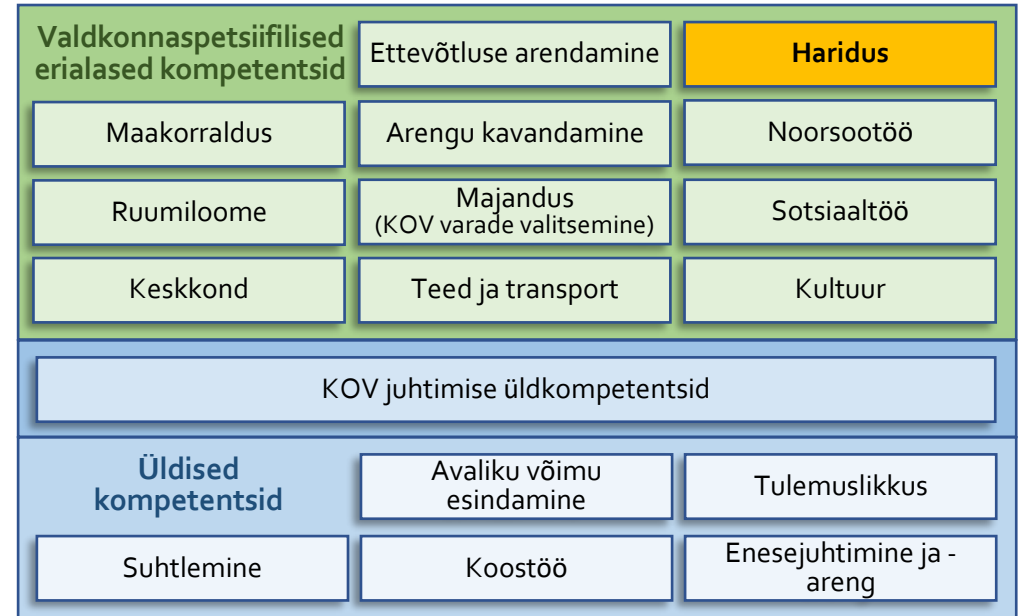 Valdkonnaspetsiifilised
erialased kompetentsid
Ettevõtluse arendamine
Haridus
Maakorraldus
Arengu kavandamine
Noorsootöö
Ruumiloome
Majandus
(KOV varade valitsemine)
Sotsiaaltöö
Keskkond
Teed ja transport
Kultuur
KOV juhtimise üldkompetentsid
Üldised
kompetentsid
Avaliku võimu
esindamine
Tulemuslikkus
Suhtlemine
Koostöö
Enesejuhtimine ja -
areng